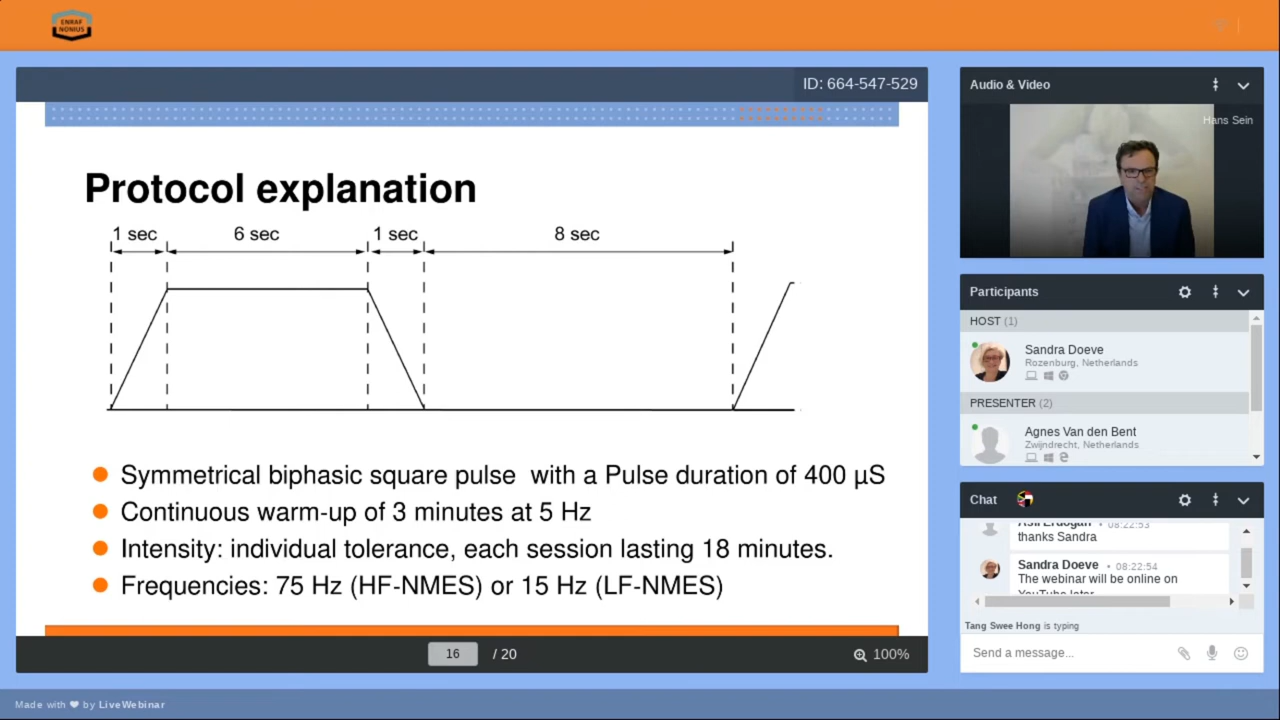 ENRAF
NONIUS
ID: 664-547-529
Protocol explanation
1 sec
6 sec
1 sec
8 sec
Symmetrical biphasic square pulse with a Pulse duration of 400 µS
Continuous warm-up of 3 minutes at 5 Hz
Intensity: individual tolerance, each session lasting 18 minutes.
Frequencies: 75 Hz (HF-NMES) or 15 Hz (LF-NMES)
16 / 20
100%
Audio & Video
Hans Sein
Participants
HOST (1)
Sandra Doeve
Rozenburg, Netherlands
PRESENTER (2)
Agnes Van den Bent
Zwijndrecht, Netherlands
Chat
Asli Erdogan • 08:22:53
thanks Sandra
Sandra Doeve • 08:22:54
The webinar will be online on
YouTube later
Tang Swee Hong is typing
Send a message...
Made with ❤ by LiveWebinar